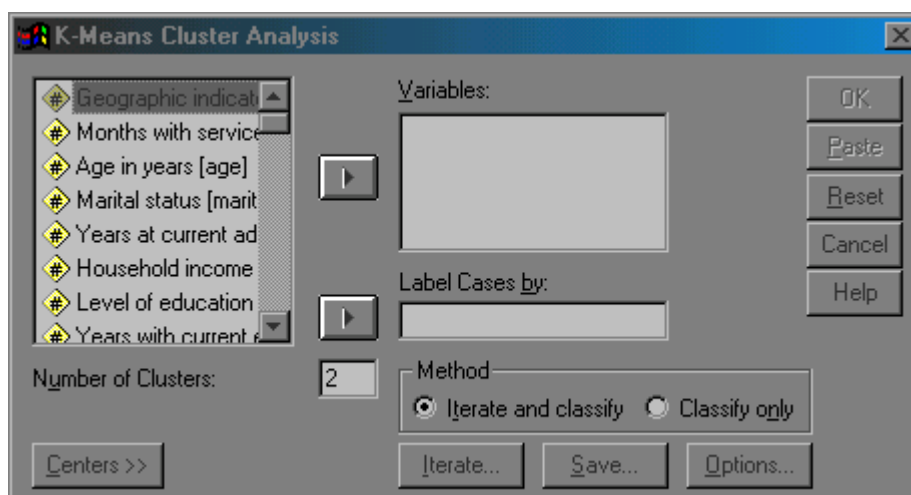 K-Means Cluster Analysis
Geographic indicat
Months with service
Age in years [age]
Marital status [marit
Years at current ad
Household income
Level of education
Years with current e
Variables:
Label Cases by:
OK
Paste
Reset
Cancel
Help
Number of Clusters:
2
Method
Iterate and classify
Classify only
Centers >>
Iterate...
Save...
Options...